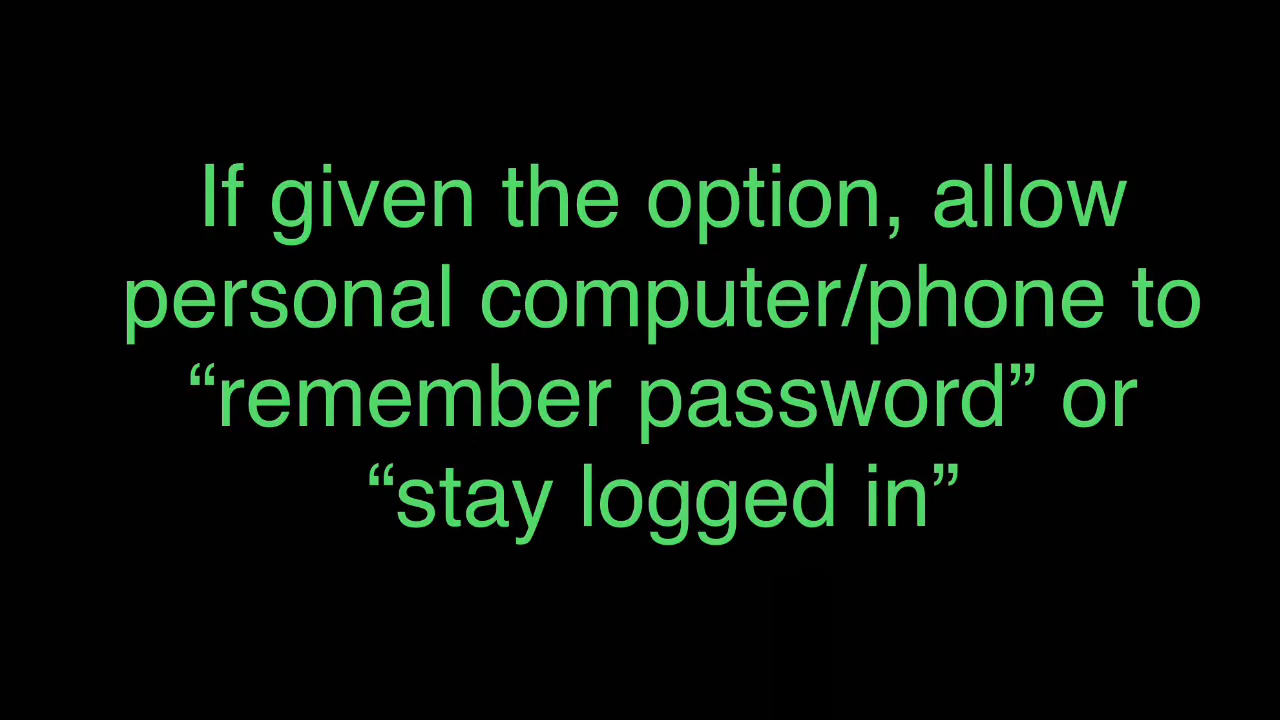 If given the option, allow
personal computer/phone to
“remember password” or
“stay logged in”